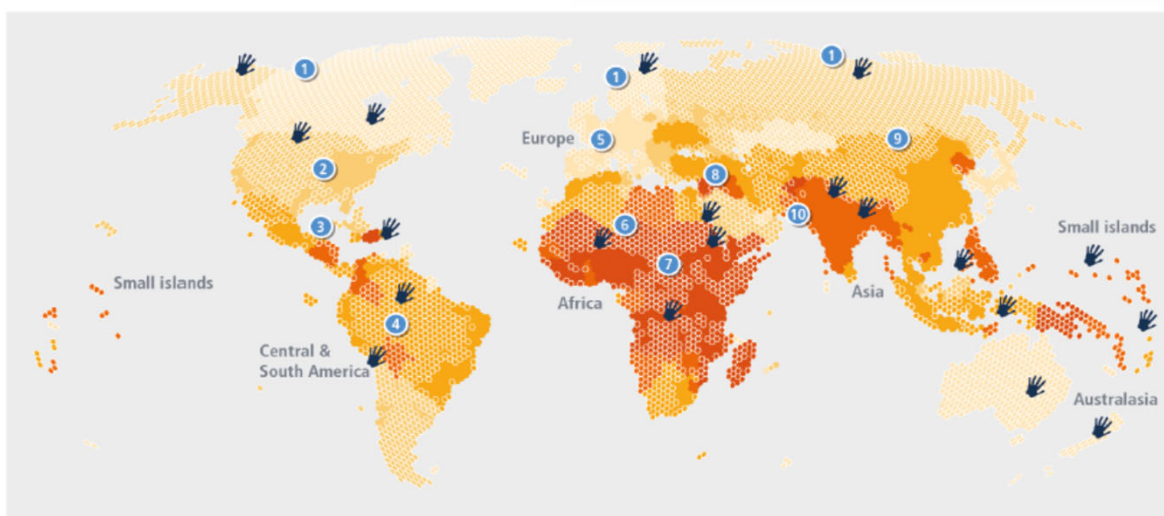 1
1
1
2
Europe
5
9
8
3
6
10
Small islands
7
Small islands
Africa
Asia
4
Central &
South America
Australasia